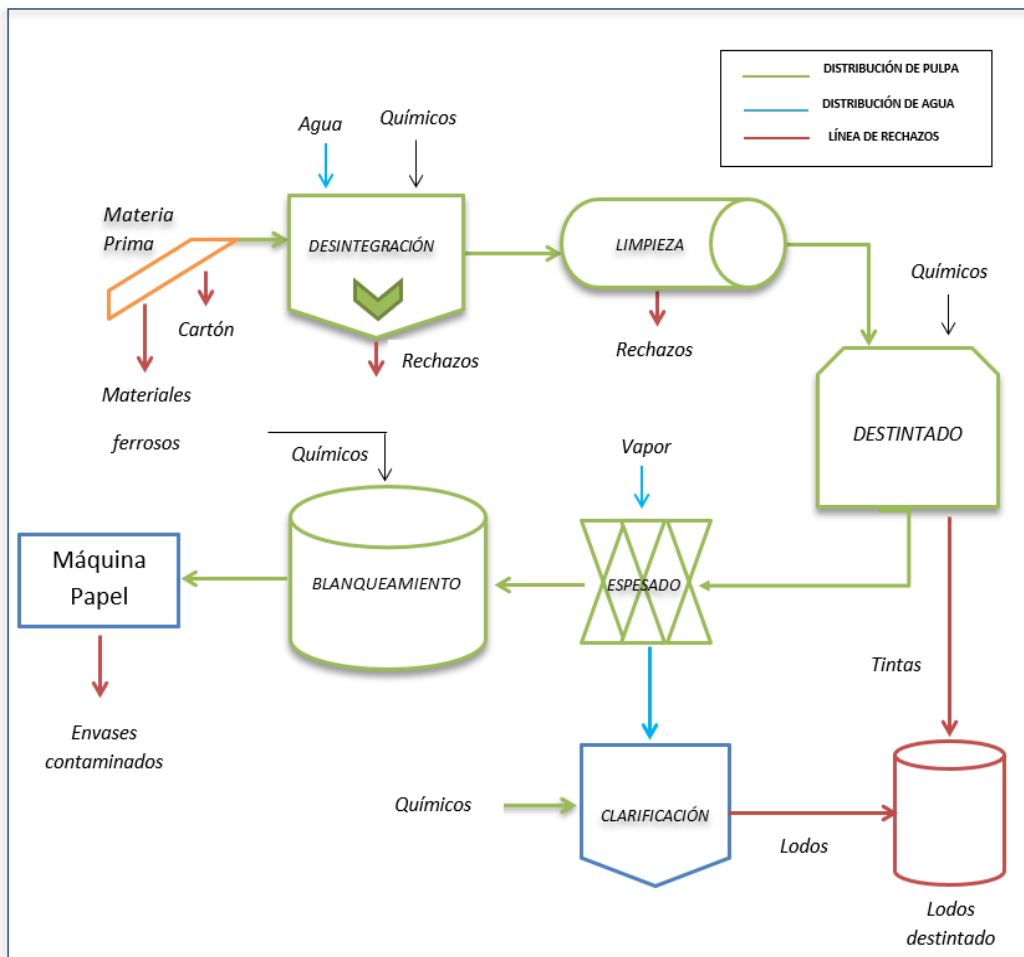 DISTRIBUCIÓN DE PULPA
DISTRIBUCIÓN DE AGUA
LÍNEA DE RECHAZOS
Agua
Químicos
Materia
Prima
DESINTEGRACIÓN
LIMPIEZA
Químicos
Cartón
Rechazos
Rechazos
Materiales
ferrosos
DESTINTADO
Químicos
Vapor
Máquina
Papel
BLANQUEAMIENTO
ESPESADO
Tintas
Envases
contaminados
Químicos
CLARIFICACIÓN
Lodos
Lodos
destintado